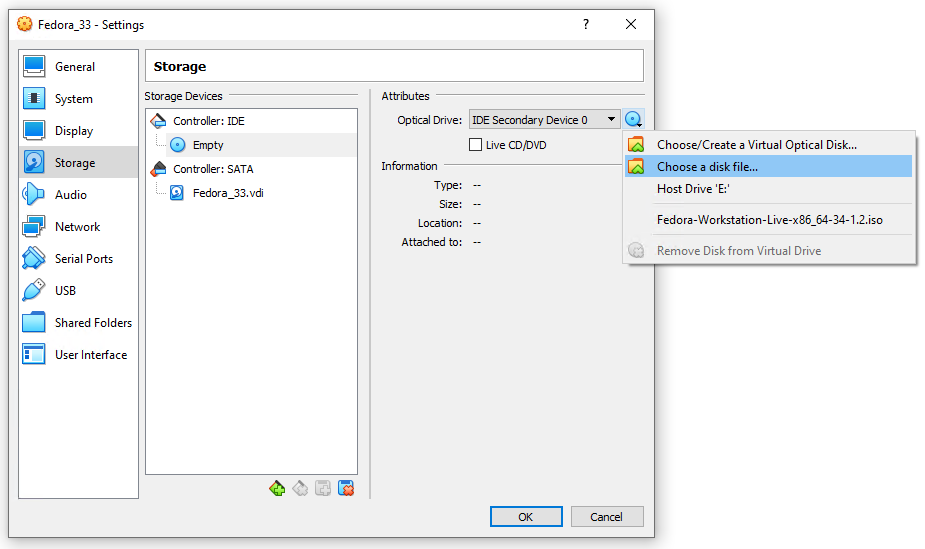 Fedora_33 - Settings
?
General
System
Display
Storage
Audio
Network
Serial Ports
USB
Shared Folders
User Interface
Storage
Storage Devices
Controller: IDE
Empty
Controller: SATA
Fedora_33.vdi
Attributes
Optical Drive: IDE Secondary Device 0
Live CD/DVD
Information
Type: --
Size: --
Location: --
Attached to: --
Choose/Create a Virtual Optical Disk...
Choose a disk file...
Host Drive 'E:'
Fedora-Workstation-Live-x86_64-34-1.2.iso
Remove Disk from Virtual Drive
OK
Cancel